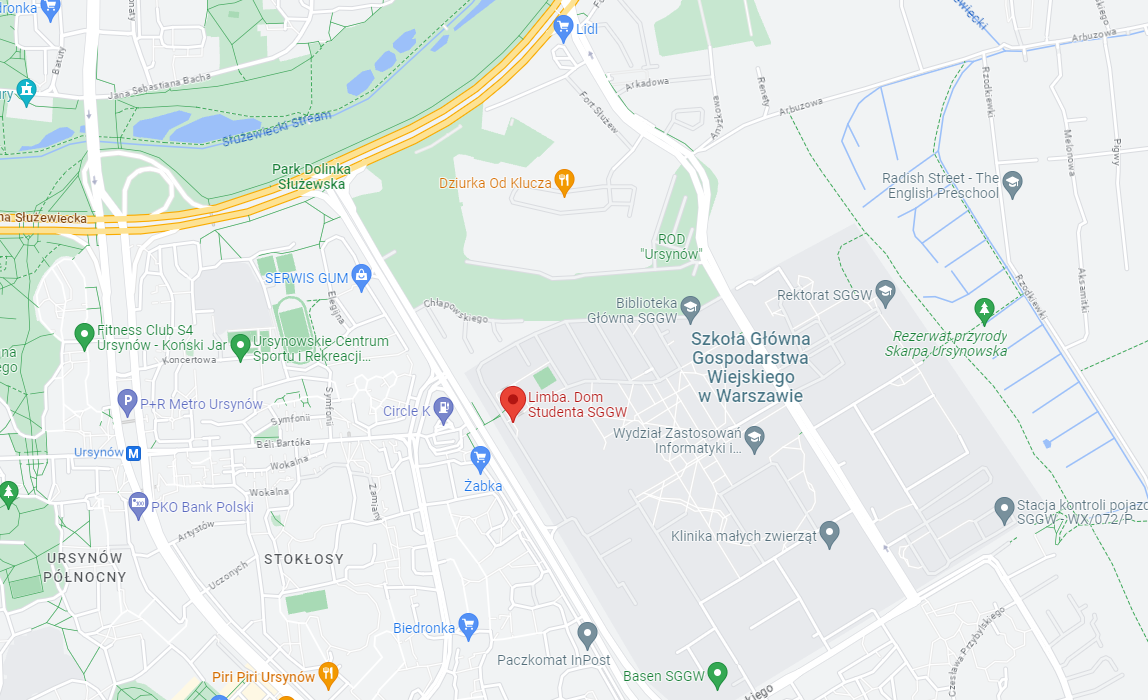 Biedronka
Lidl
Batuty
Jana Sebastiana Bacha
Służewiecki Stream
Arkadowa
Fort Służew
Anyżkowa
Renety
Arbuzowa
Arbuzowa
Rzodkiewki
Melonowa
Pigwy
Park Dolinka
Służewska
Dziurka Od Klucza
Radish Street - The
English Preschool
na Służewiecka
ROD
"Ursynów"
SERWIS GUM
Elegijna
Chłapowskiego
Biblioteka
Główna SGGW
Rektorat SGGW
Aksamitki
Rzodkiewki
Rezerwat przyrody
Skarpa Ursynowska
Fitness Club S4
Ursynów - Koński Jar
Ursynowskie Centrum
Sportu i Rekreacji...
Koncertowa
Szkoła Główna
Gospodarstwa
Wiejskiego
w Warszawie
P+R Metro Ursynów
Symfonii
Symfonii
Circle K
Limba. Dom
Studenta SGGW
Wydział Zastosowań
Informatyki i...
Ursynów
M
Beli Bartóka
Wokalna
Wokalna
Żabka
Zamiany
PKO Bank Polski
Artystów
Stacja kontroli pojazd
SGGW - WX/072/P
Klinika małych zwierząt
URSYNÓW
PÓŁNOCNY
STOKŁOSY
Uczonych
Biedronka
Paczkomat InPost
Piri Piri Ursynów
Basen SGGW
Czesława Przybylskiego